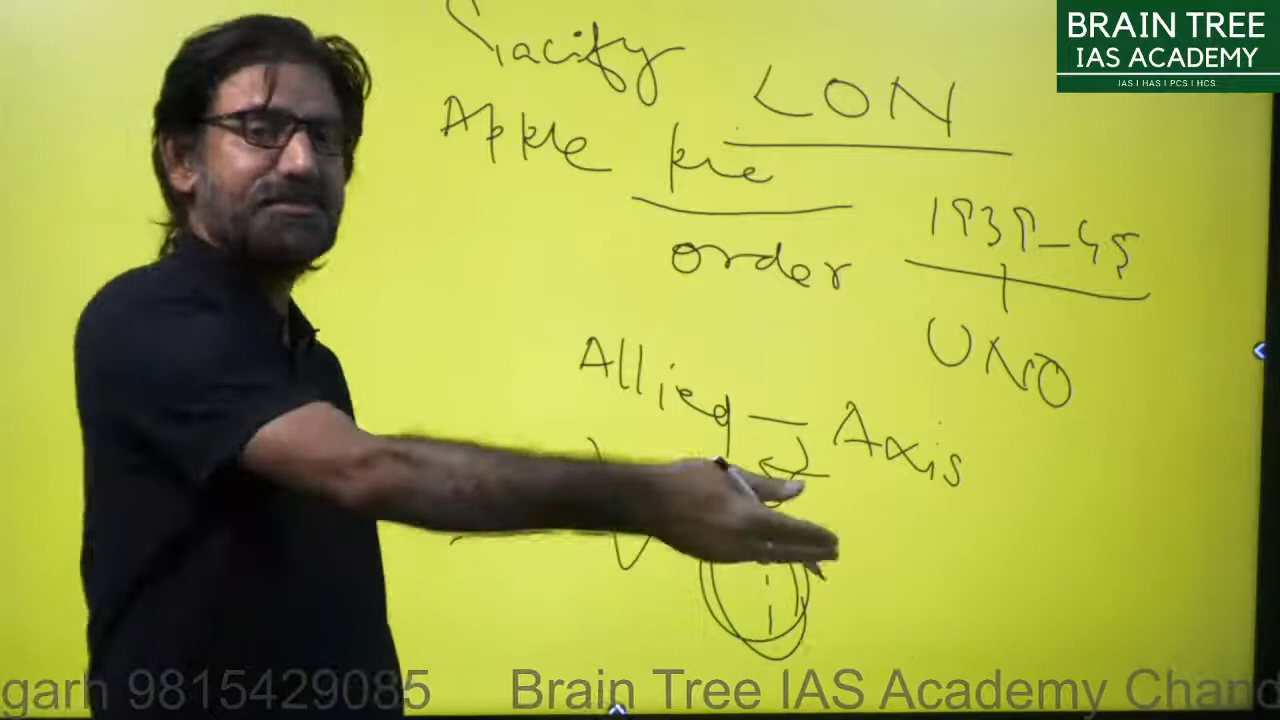 BRAIN TREE
IAS ACADEMY
IAS I HAS I PCS I HCS
Pacify
LON
Apple pie
order
1939-45
UNO
Allied - Axis
garh 9815429085 Brain Tree IAS Academy Chand